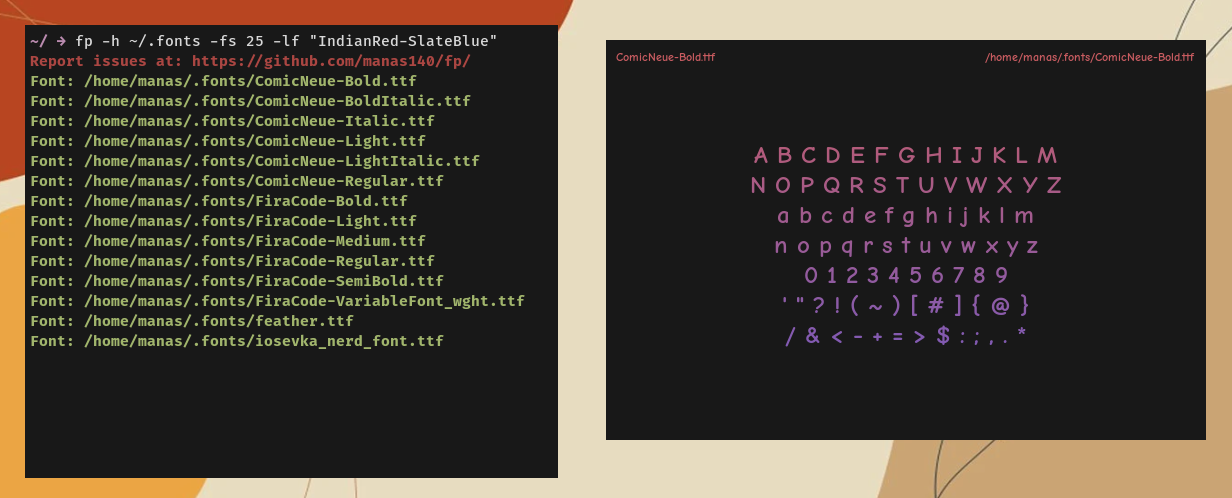 ~/ → fp -h ~/.fonts -fs 25 -lf "IndianRed-SlateBlue"
Report issues at: https://github.com/manas140/fp/
Font: /home/manas/.fonts/ComicNeue-Bold.ttf
Font: /home/manas/.fonts/ComicNeue-BoldItalic.ttf
Font: /home/manas/.fonts/ComicNeue-Italic.ttf
Font: /home/manas/.fonts/ComicNeue-Light.ttf
Font: /home/manas/.fonts/ComicNeue-LightItalic.ttf
Font: /home/manas/.fonts/ComicNeue-Regular.ttf
Font: /home/manas/.fonts/FiraCode-Bold.ttf
Font: /home/manas/.fonts/FiraCode-Light.ttf
Font: /home/manas/.fonts/FiraCode-Medium.ttf
Font: /home/manas/.fonts/FiraCode-Regular.ttf
Font: /home/manas/.fonts/FiraCode-SemiBold.ttf
Font: /home/manas/.fonts/FiraCode-VariableFont_wght.ttf
Font: /home/manas/.fonts/feather.ttf
Font: /home/manas/.fonts/iosevka_nerd_font.ttf
ComicNeue-Bold.ttf
/home/manas/.fonts/ComicNeue-Bold.ttf
A B C D E F G H I J K L M
N O P Q R S T U V W X Y Z
a b c d e f g h i j k l m
n o p q r s t u v w x y z
0 1 2 3 4 5 6 7 8 9
' " ? ! ( ~ ) [ # ] { @ }
/ & < - + = > $ : ; , . *